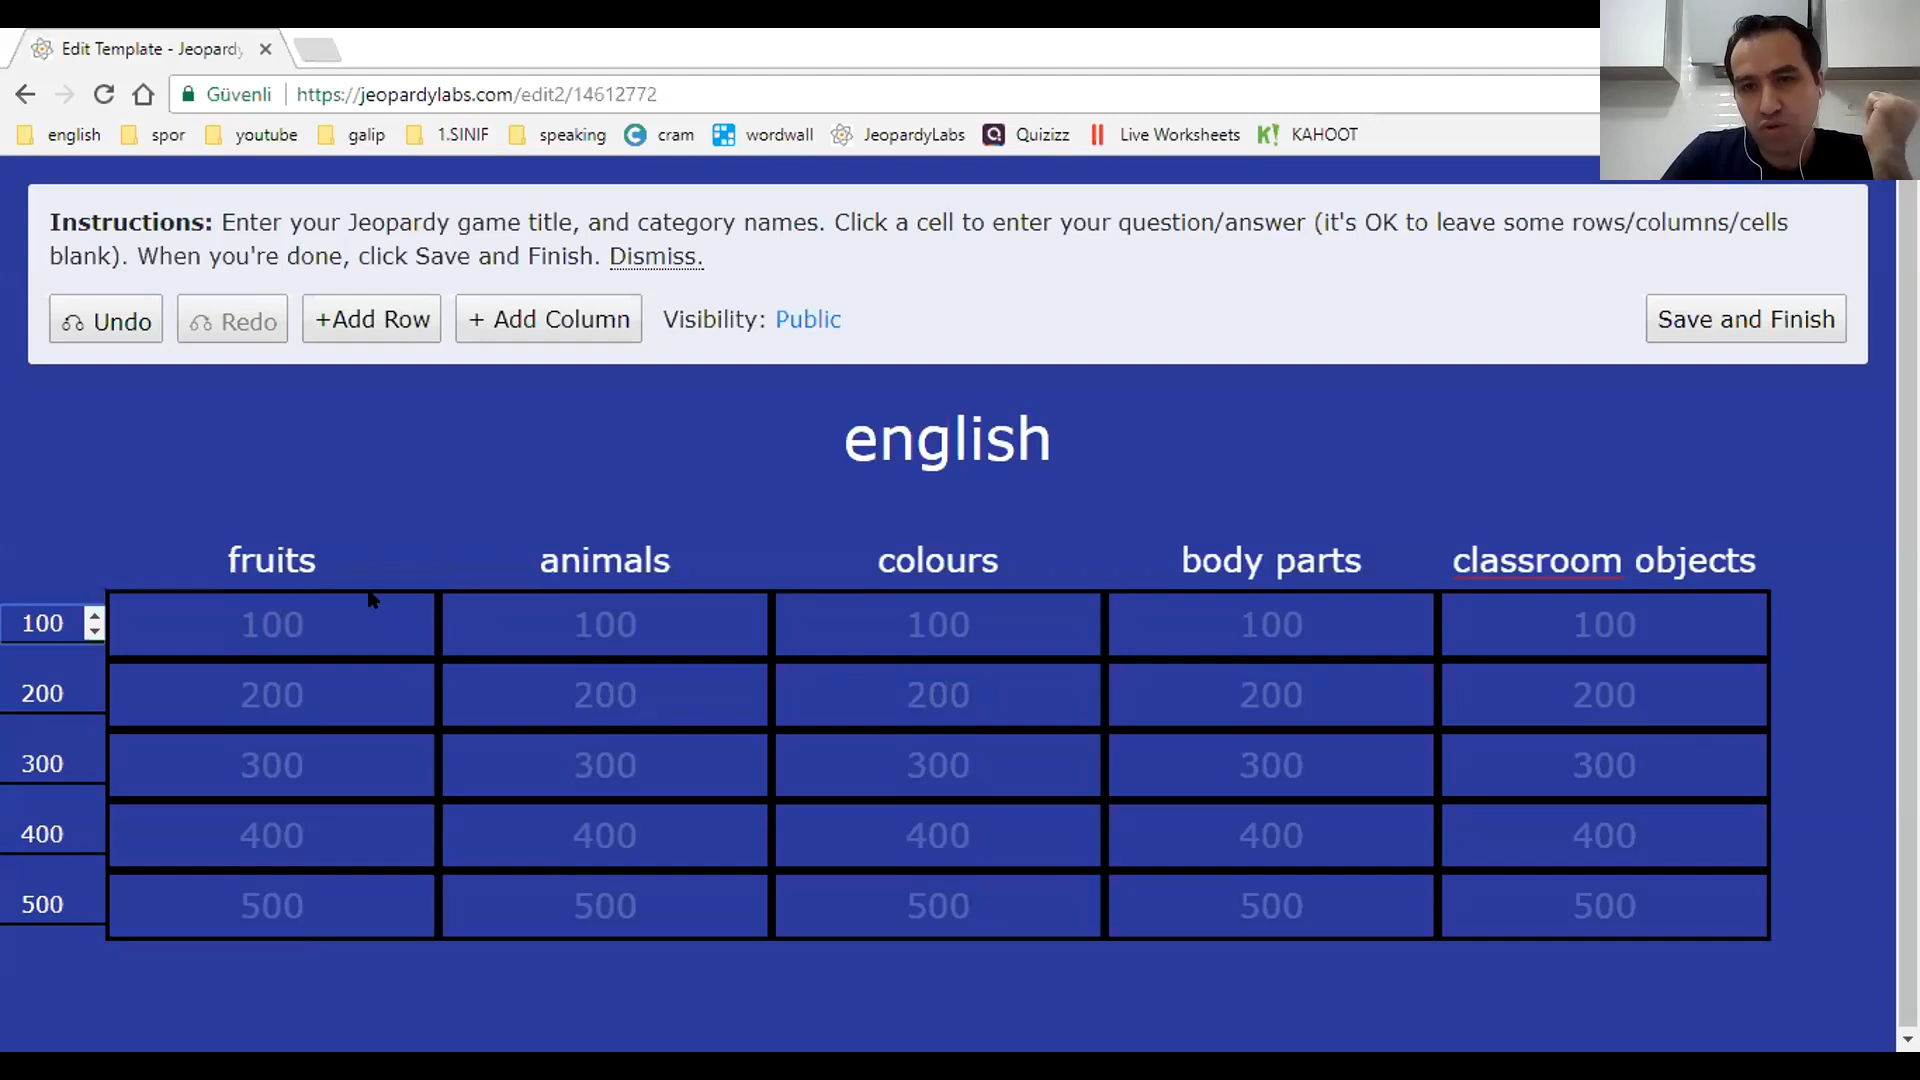 Edit Template - Jeopardy
Güvenli https://jeopardylabs.com/edit2/14612772
english spor youtube galip 1.SINIF speaking cram wordwall JeopardyLabs Quizizz Live Worksheets KAHOOT
Instructions: Enter your Jeopardy game title, and category names. Click a cell to enter your question/answer (it's OK to leave some rows/columns/cells
blank). When you're done, click Save and Finish. Dismiss.
Undo Redo +Add Row + Add Column Visibility: Public Save and Finish
english
fruits animals colours body parts classroom objects
100 100 100 100 100 100
200 200 200 200 200 200
300 300 300 300 300 300
400 400 400 400 400 400
500 500 500 500 500 500